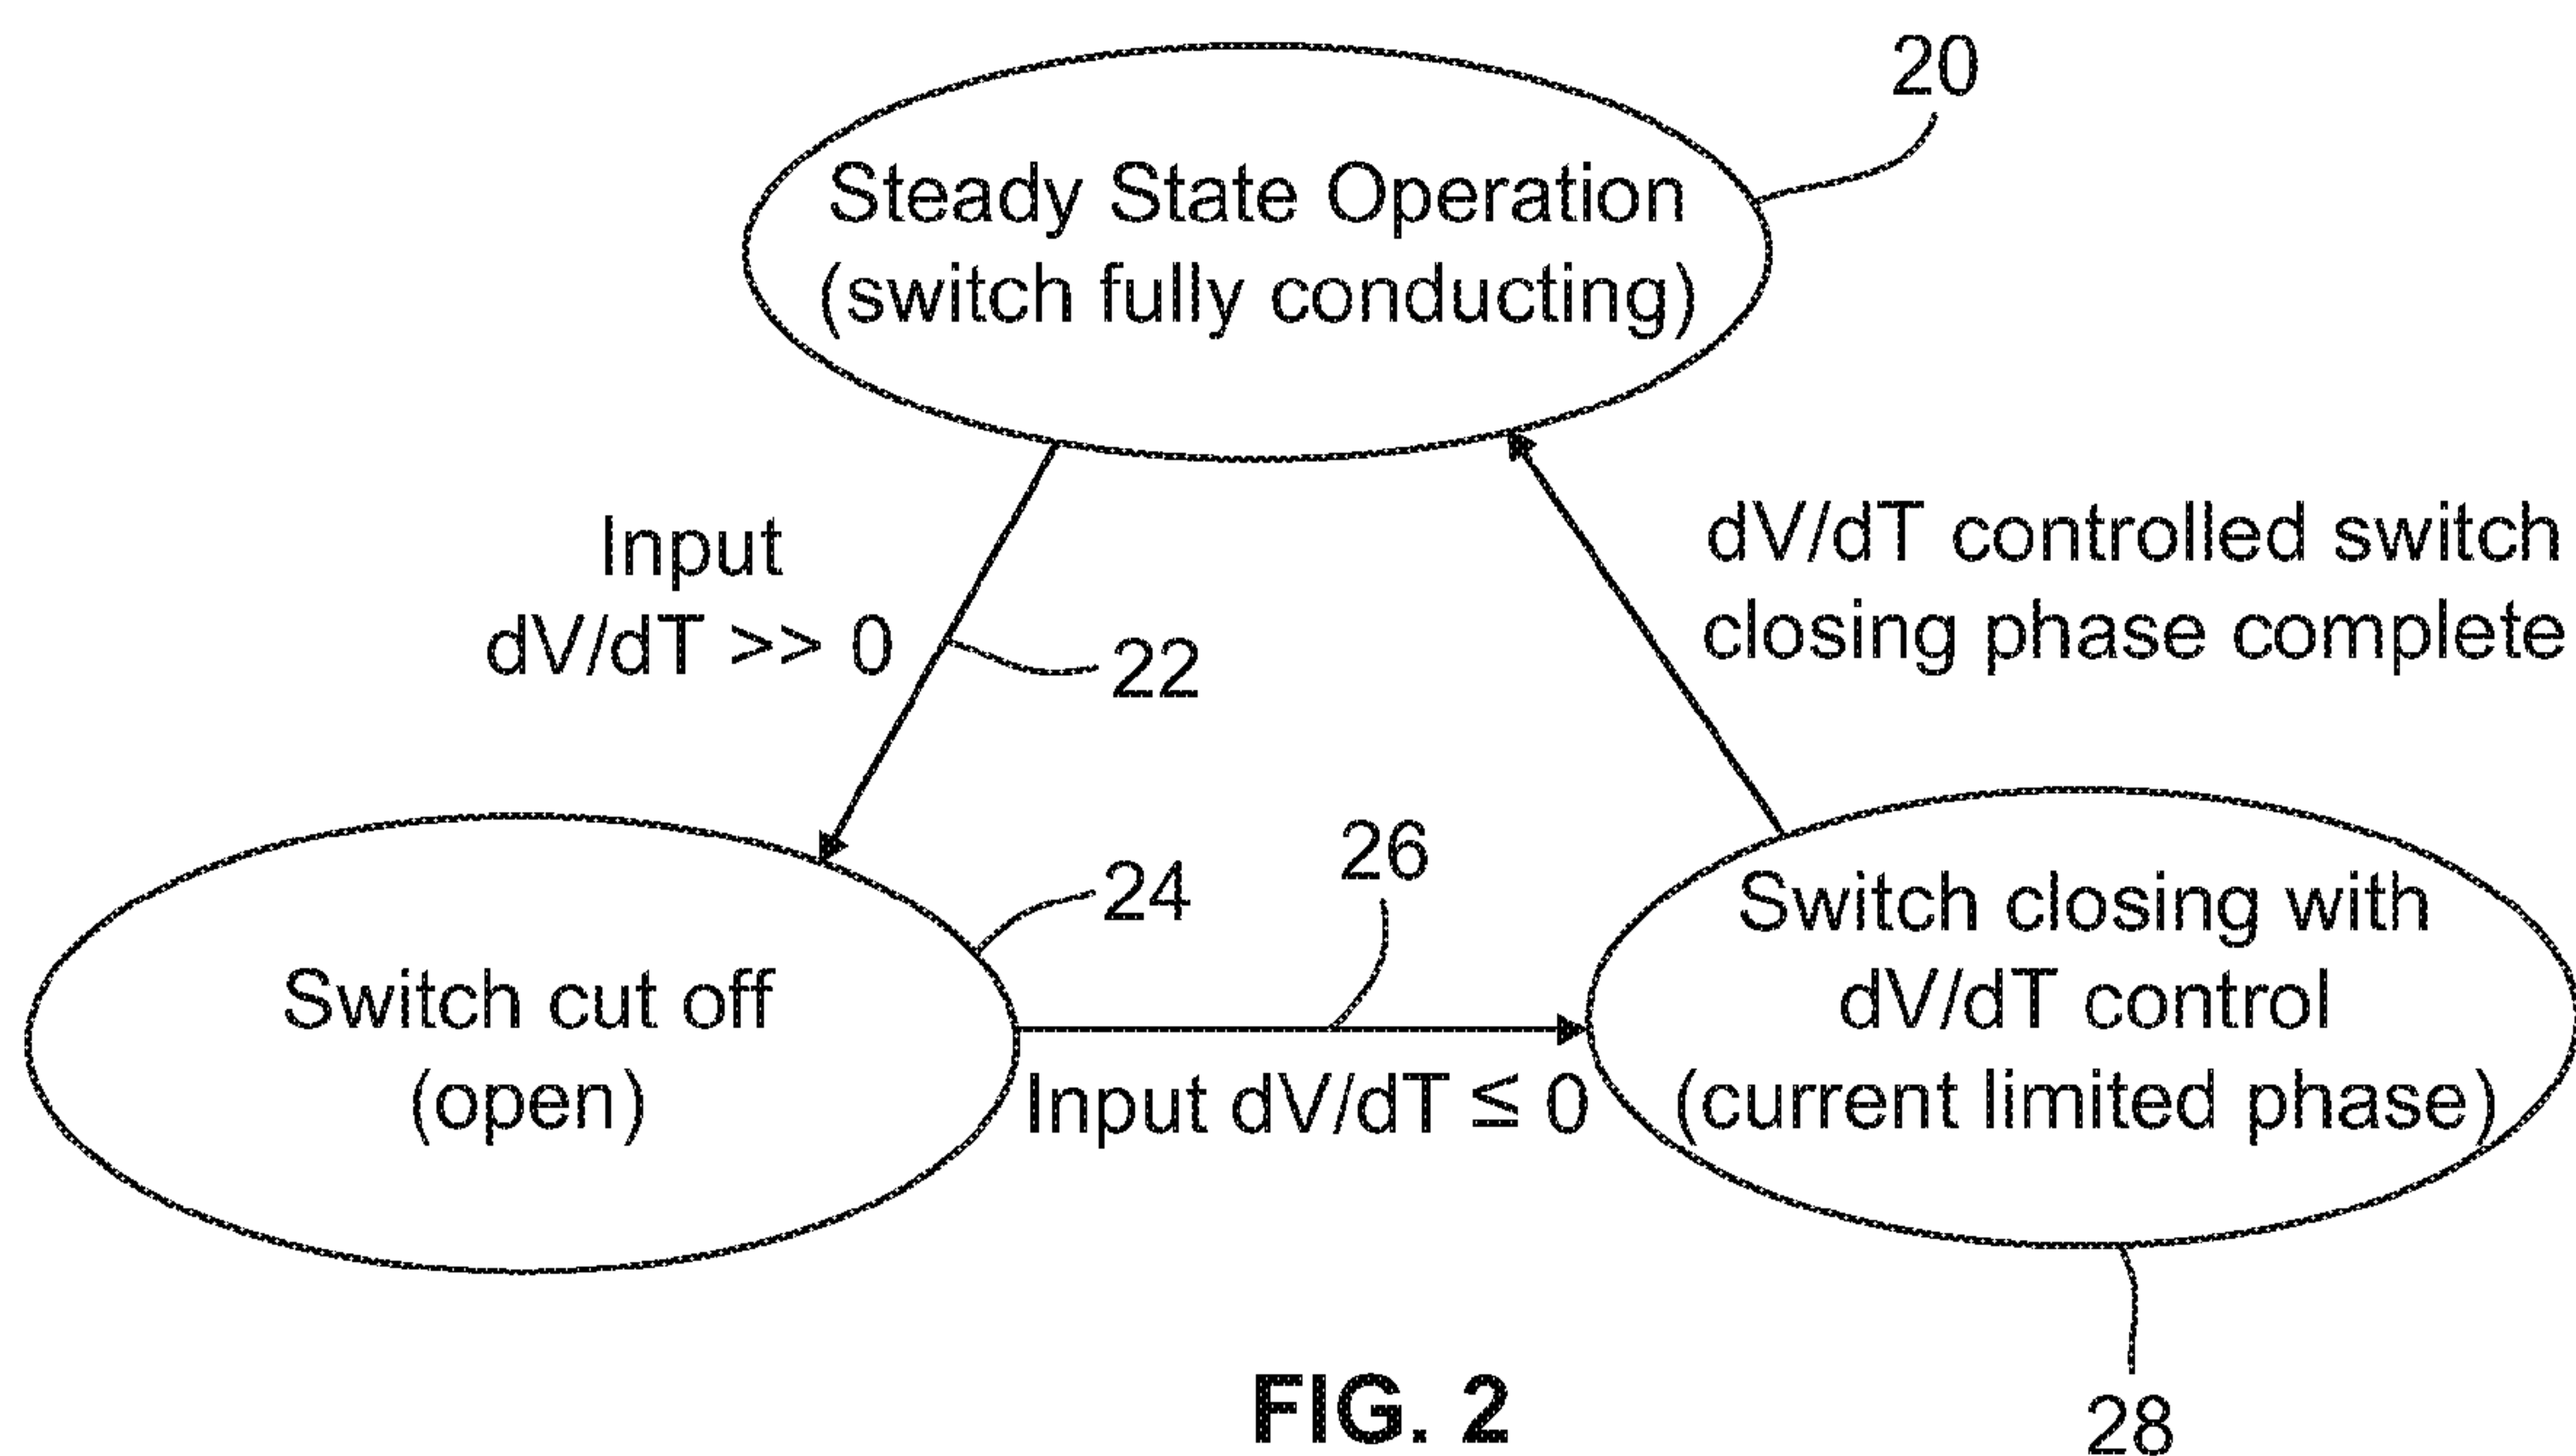 20
Steady State Operation
(switch fully conducting)
Input
dV/dT >> 0
22
dV/dT controlled switch
closing phase complete
24
Switch cut off
(open)
26
Input dV/dT ≤ 0
Switch closing with
dV/dT control
(current limited phase)
28
FIG. 2